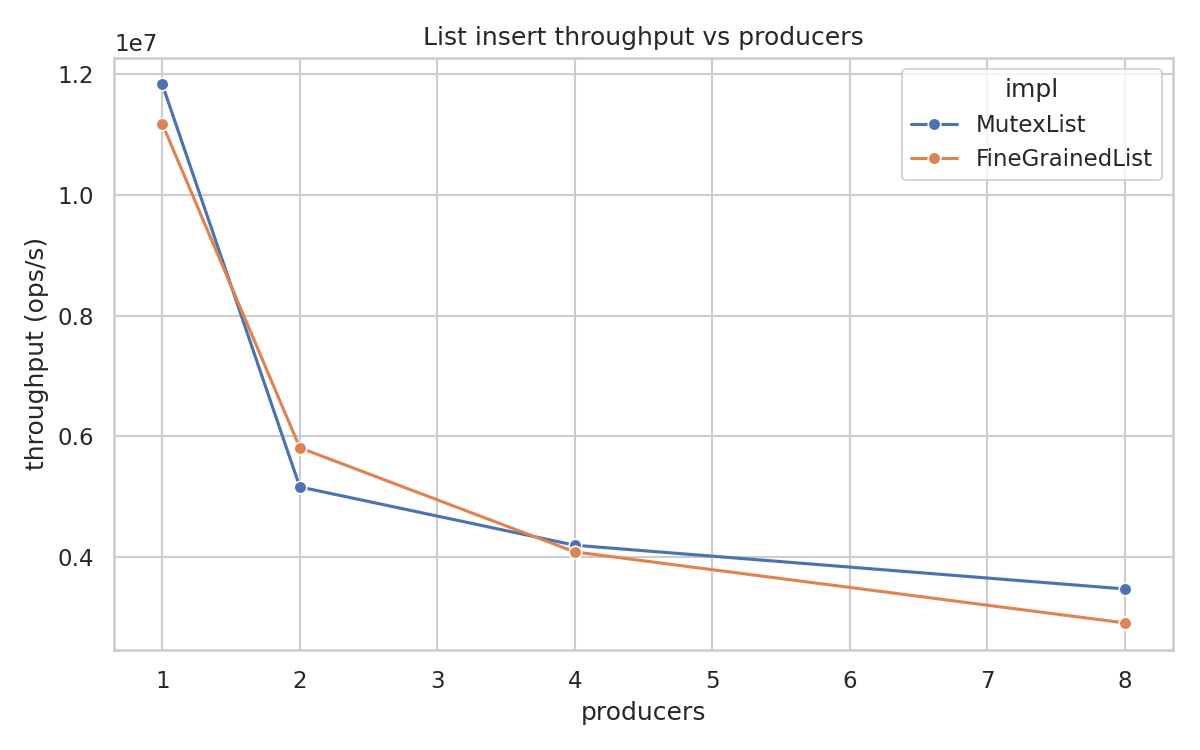 List insert throughput vs producers
1e7
1.2
1.0
0.8
0.6
0.4
throughput (ops/s)
impl
MutexList
FineGrainedList
1 2 3 4 5 6 7 8
producers